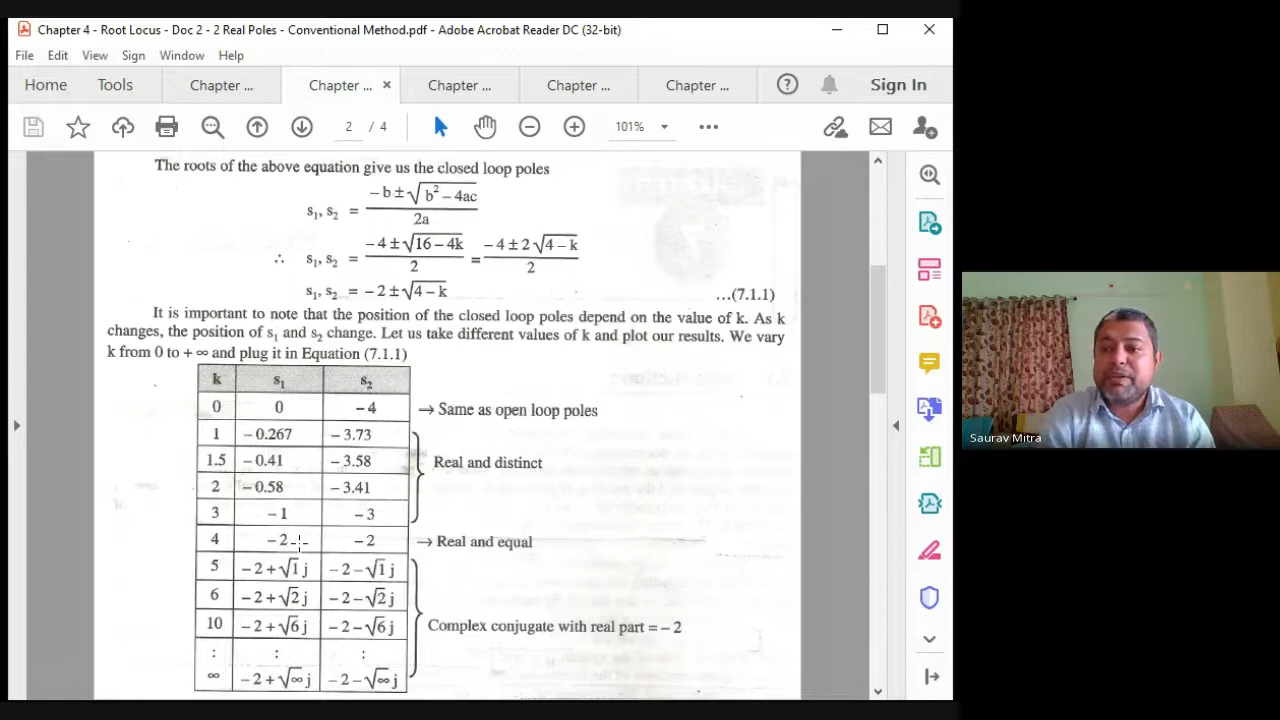 Chapter 4 - Root Locus - Doc 2 - 2 Real Poles - Conventional Method.pdf - Adobe Acrobat Reader DC (32-bit)
File Edit View Sign Window Help
Home Tools Chapter ... Chapter ... × Chapter ... Chapter ... Chapter ... Sign In
2 / 4 101%
The roots of the above equation give us the closed loop poles
s₁, s₂ = (−b ± √(b² − 4ac)) / 2a
∴ s₁, s₂ = (−4 ± √(16 − 4k)) / 2 = (−4 ± 2√(4 − k)) / 2
s₁, s₂ = −2 ± √(4 − k) ...(7.1.1)
It is important to note that the position of the closed loop poles depend on the value of k. As k
changes, the position of s₁ and s₂ change. Let us take different values of k and plot our results. We vary
k from 0 to + ∞ and plug it in Equation (7.1.1)
k s₁ s₂
0 0 −4 → Same as open loop poles
1 −0.267 −3.73
1.5 −0.41 −3.58 Real and distinct
2 −0.58 −3.41
3 −1 −3
4 −2 −2 → Real and equal
5 −2+√1 j −2−√1 j
6 −2+√2 j −2−√2 j
10 −2+√6 j −2−√6 j Complex conjugate with real part = −2
: : :
∞ −2+√∞ j −2−√∞ j
Saurav Mitra